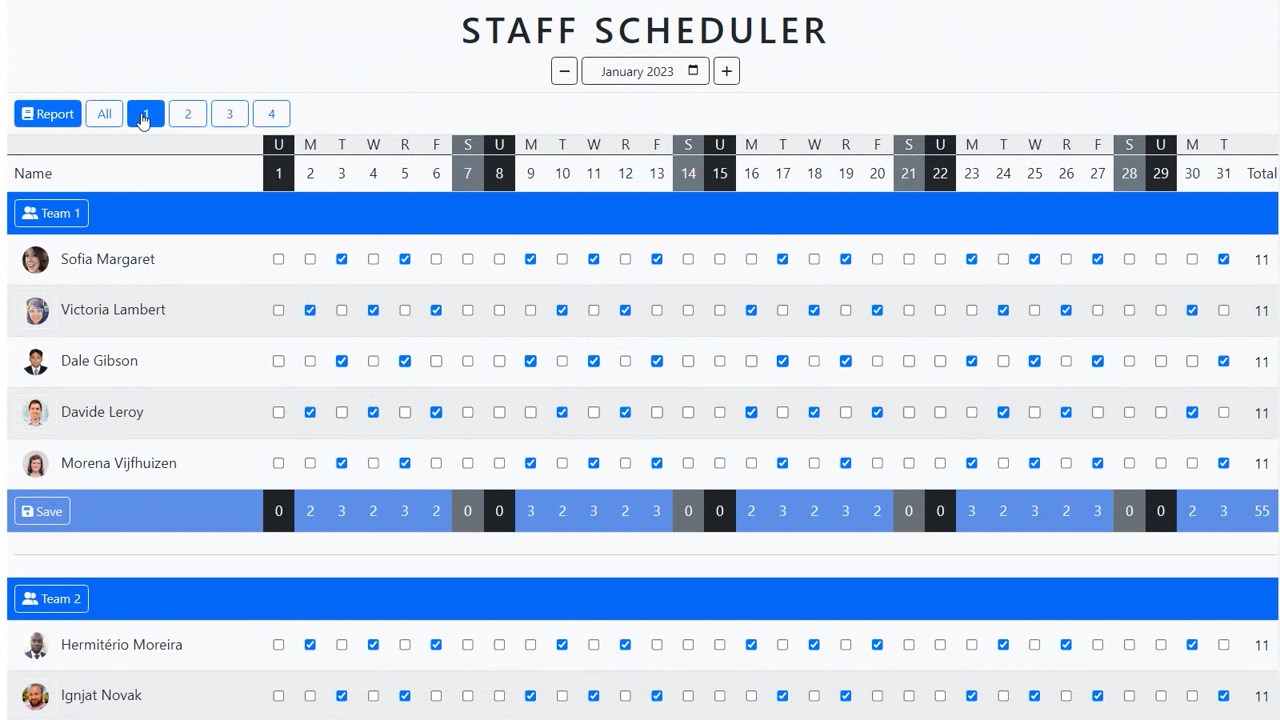 STAFF SCHEDULER
January 2023
Report All 1 2 3 4
U M T W R F S U M T W R F S U M T W R F S U M T W R F S U M T
Name 1 2 3 4 5 6 7 8 9 10 11 12 13 14 15 16 17 18 19 20 21 22 23 24 25 26 27 28 29 30 31 Total
Team 1
Sofia Margaret 11
Victoria Lambert 11
Dale Gibson 11
Davide Leroy 11
Morena Vijfhuizen 11
Save 0 2 3 2 3 2 0 0 3 2 3 2 3 0 0 2 3 2 3 2 0 0 3 2 3 2 3 0 0 2 3 55
Team 2
Hermitério Moreira 11
Ignjat Novak 11